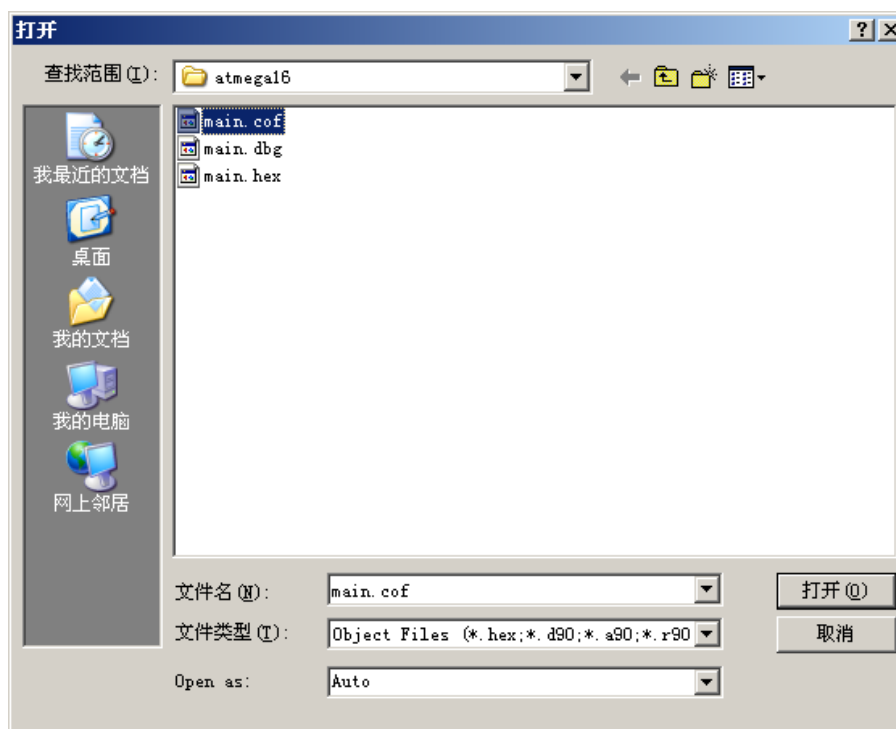 打开
查找范围(I):
atmega16
main.cof
main.dbg
main.hex
我最近的文档
桌面
我的文档
我的电脑
网上邻居
文件名(N):
main.cof
打开(O)
文件类型(T):
Object Files (*.hex;*.d90;*.a90;*.r90
取消
Open as:
Auto